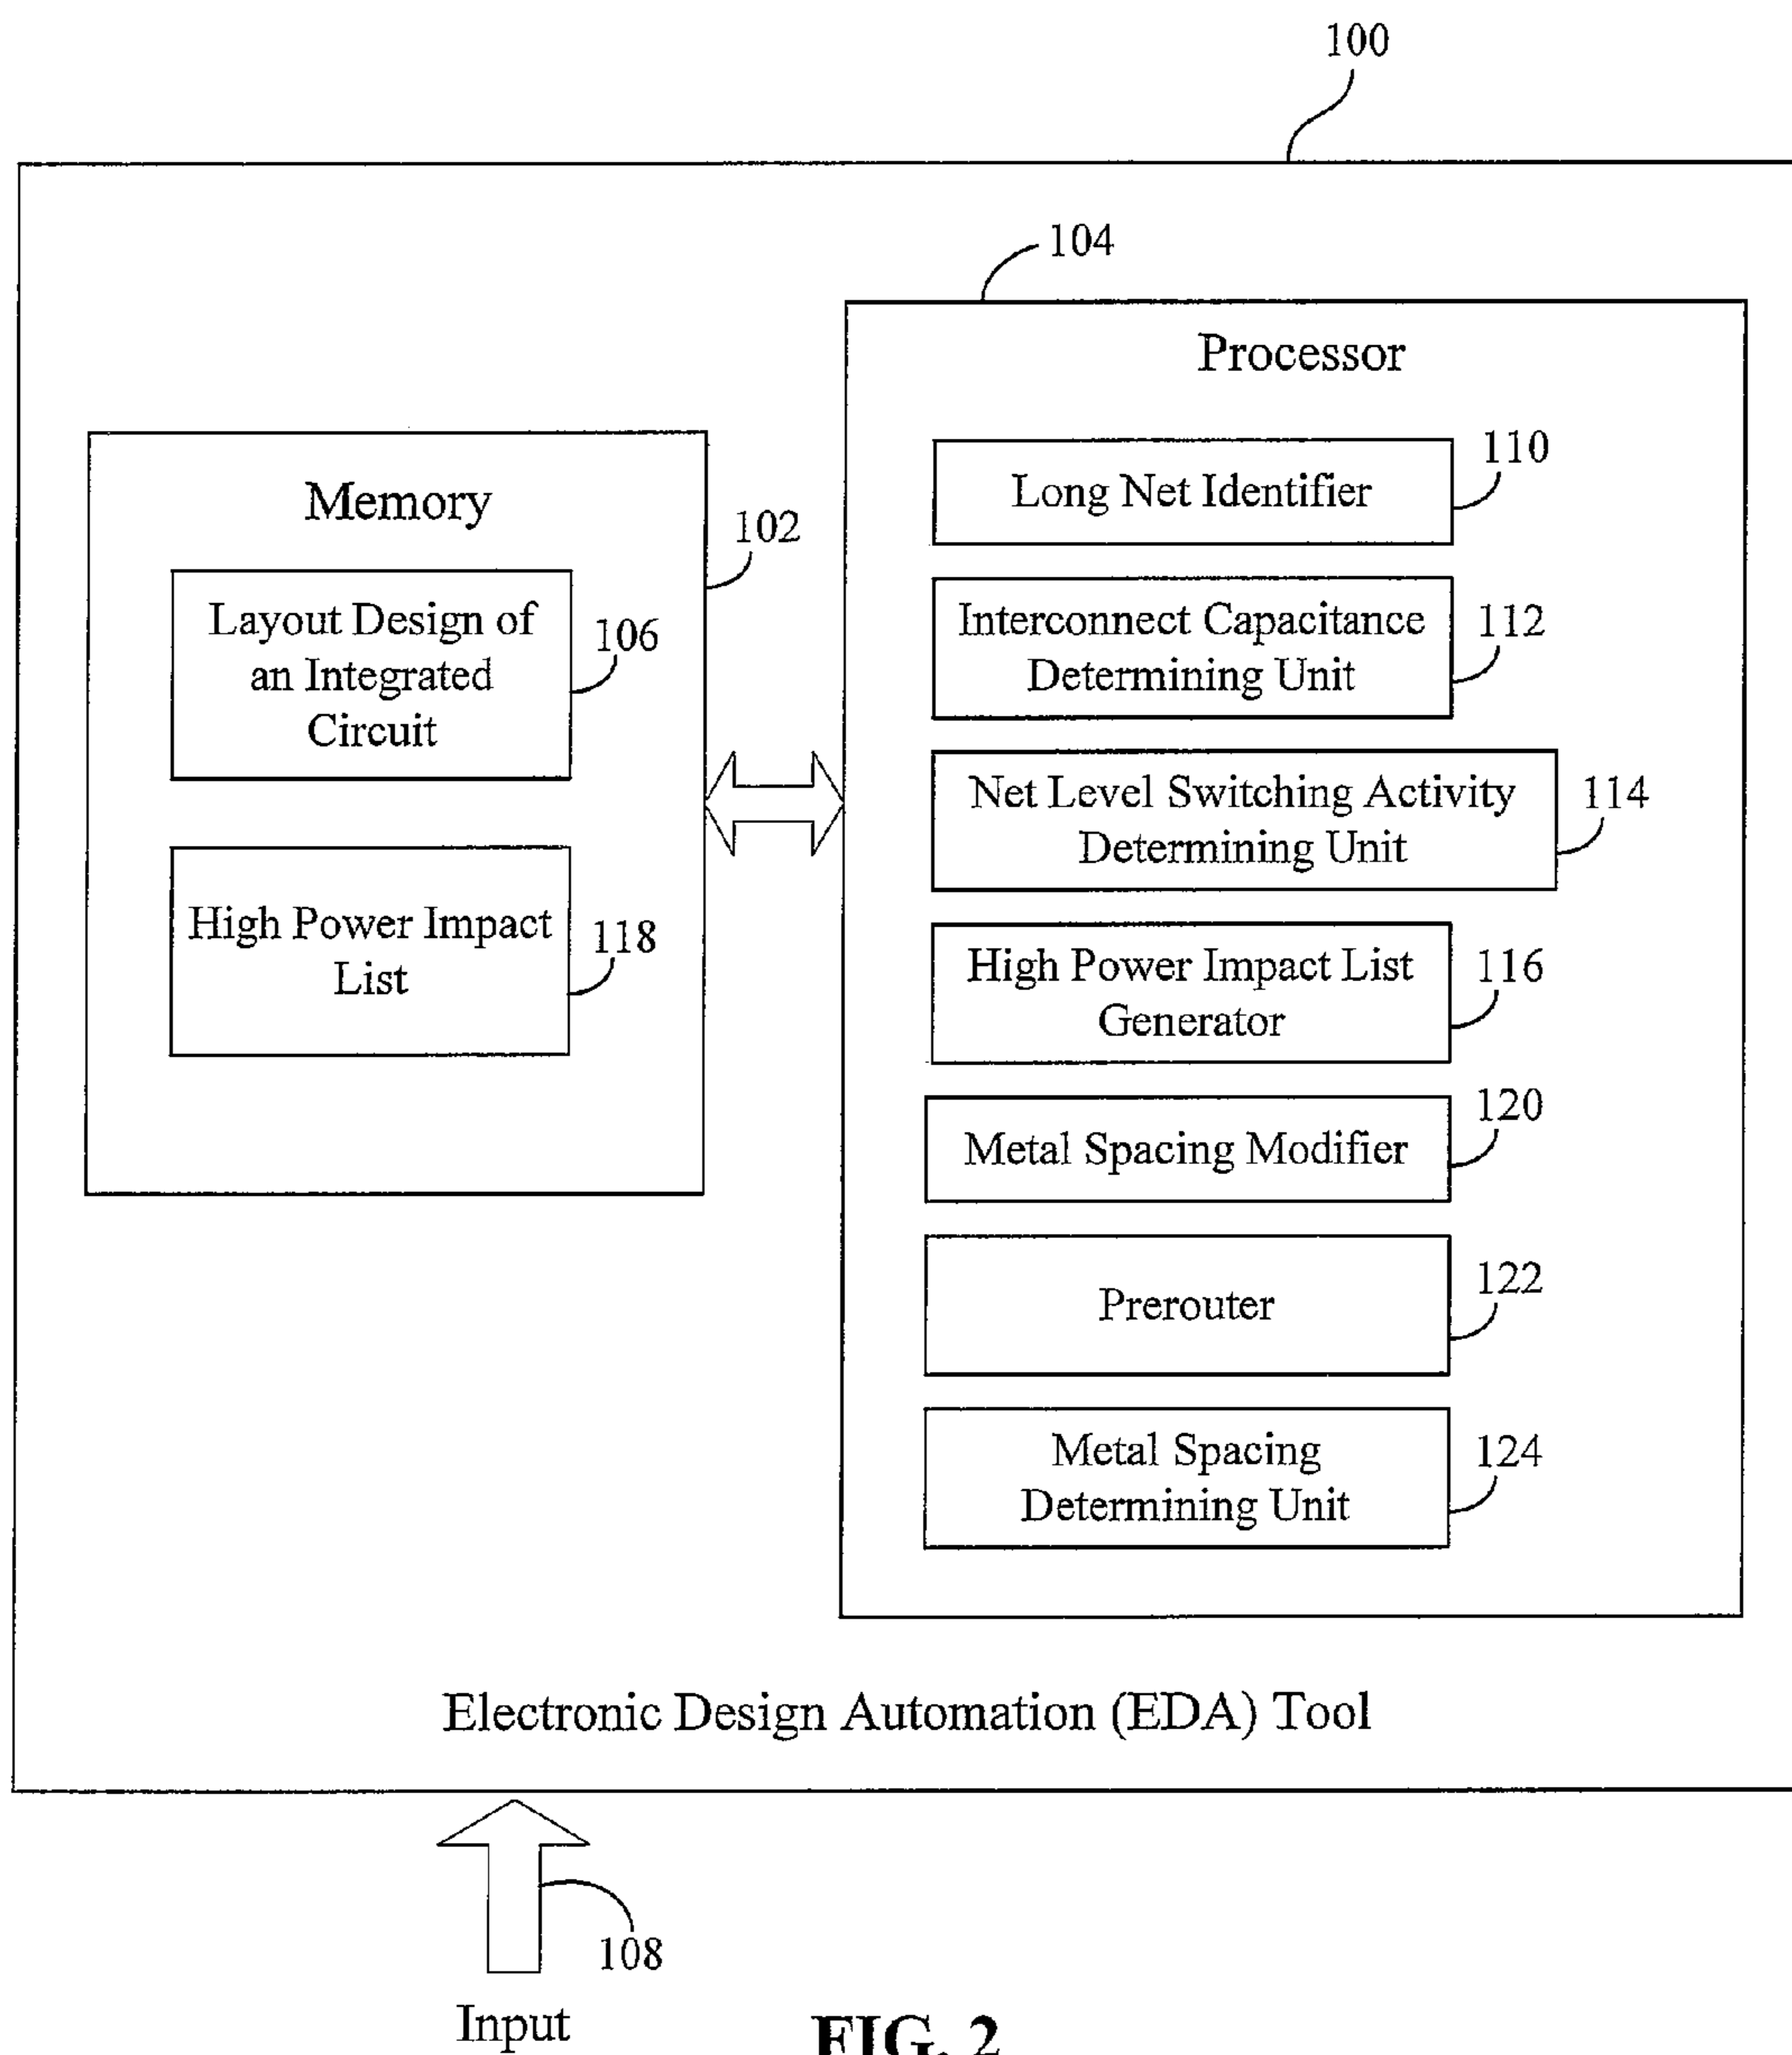 100
104
Processor
Memory
102
Layout Design of
an Integrated
Circuit
106
High Power Impact
List
118
Long Net Identifier
110
Interconnect Capacitance
Determining Unit
112
Net Level Switching Activity
Determining Unit
114
High Power Impact List
Generator
116
Metal Spacing Modifier
120
Prerouter
122
Metal Spacing
Determining Unit
124
Electronic Design Automation (EDA) Tool
108
Input
FIG. 2